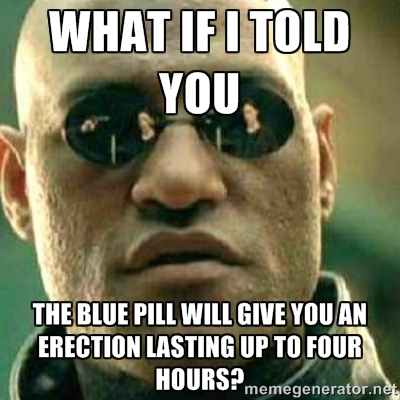 WHAT IF I TOLD
YOU
THE BLUE PILL WILL GIVE YOU AN
ERECTION LASTING UP TO FOUR
HOURS?
memegenerator.net